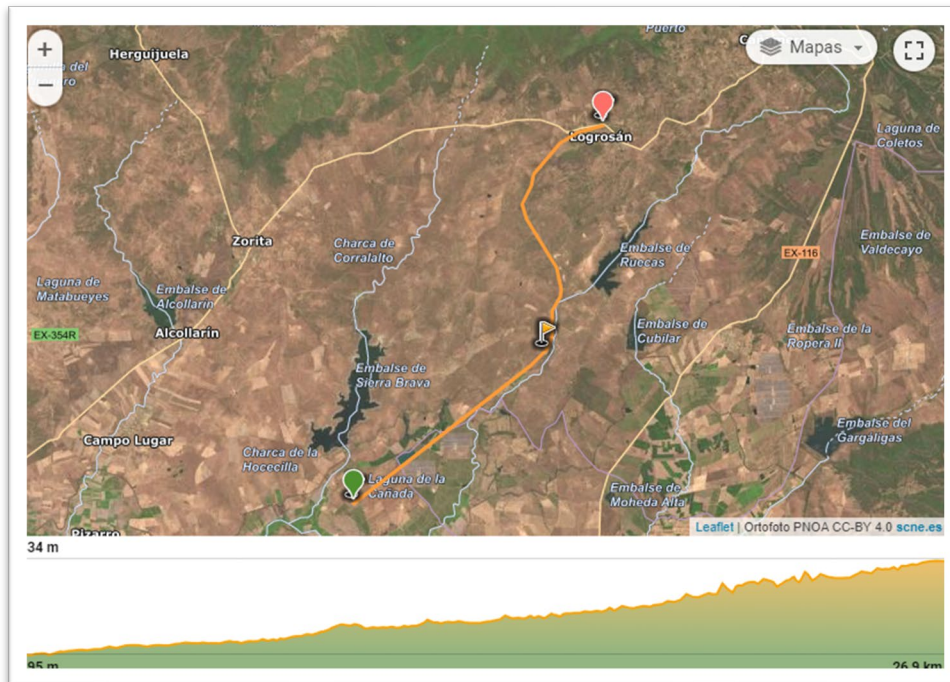 +
−
Herguijuela
Puerto
Mapas
Logrosán
Laguna de
Coletos
Zorita
Charca de
Corralalto
Embalse de
Ruecas
Embalse de
Valdecayo
EX-116
Laguna de
Matabueyes
Embalse de
Alcollarín
EX-354R
Alcollarín
Embalse de
Cubilar
Embalse de la
Ropera II
Embalse de
Sierra Brava
Campo Lugar
Charca de la
Hocecilla
Embalse del
Gargáligas
Laguna de la
Cañada
Embalse de
Moheda Alta
Pizarro
Leaflet | Ortofoto PNOA CC-BY 4.0 scne.es
34 m
95 m
26,9 km